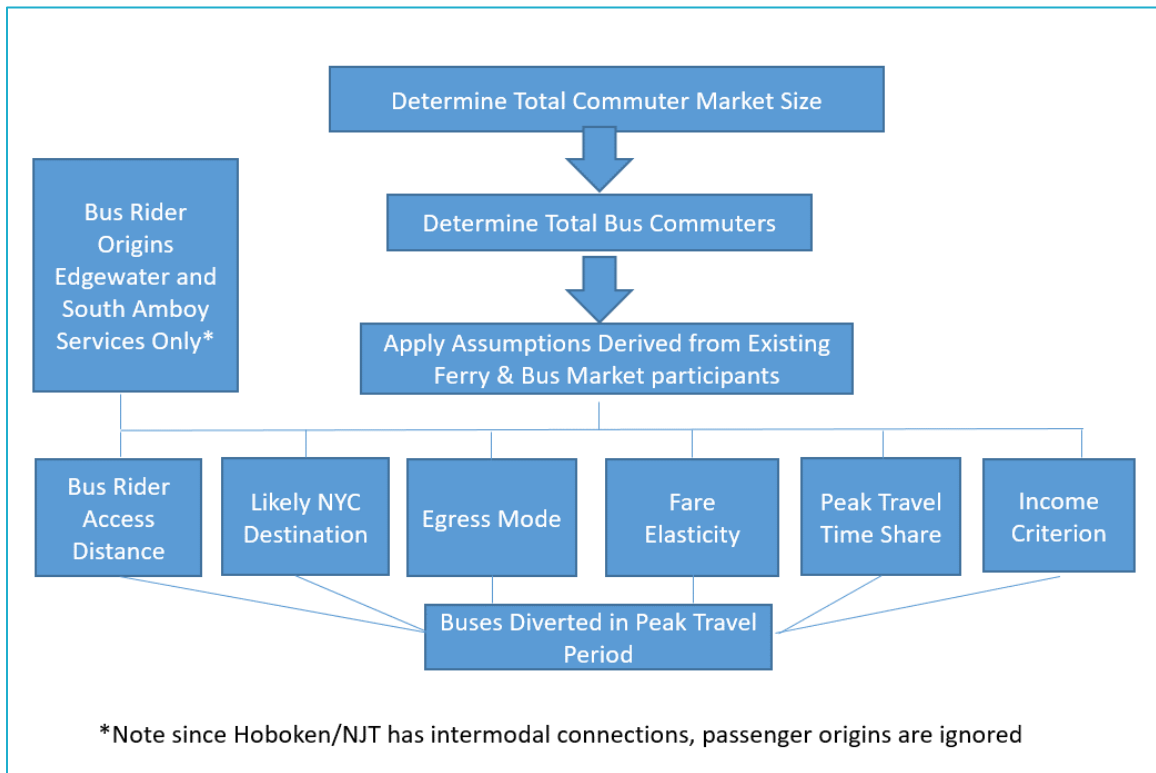 Determine Total Commuter Market Size
Bus Rider
Origins
Edgewater and
South Amboy
Services Only*
Determine Total Bus Commuters
Apply Assumptions Derived from Existing
Ferry & Bus Market participants
Bus Rider
Access
Distance
Likely NYC
Destination
Egress Mode
Fare
Elasticity
Peak Travel
Time Share
Income
Criterion
Buses Diverted in Peak Travel
Period
*Note since Hoboken/NJT has intermodal connections, passenger origins are ignored